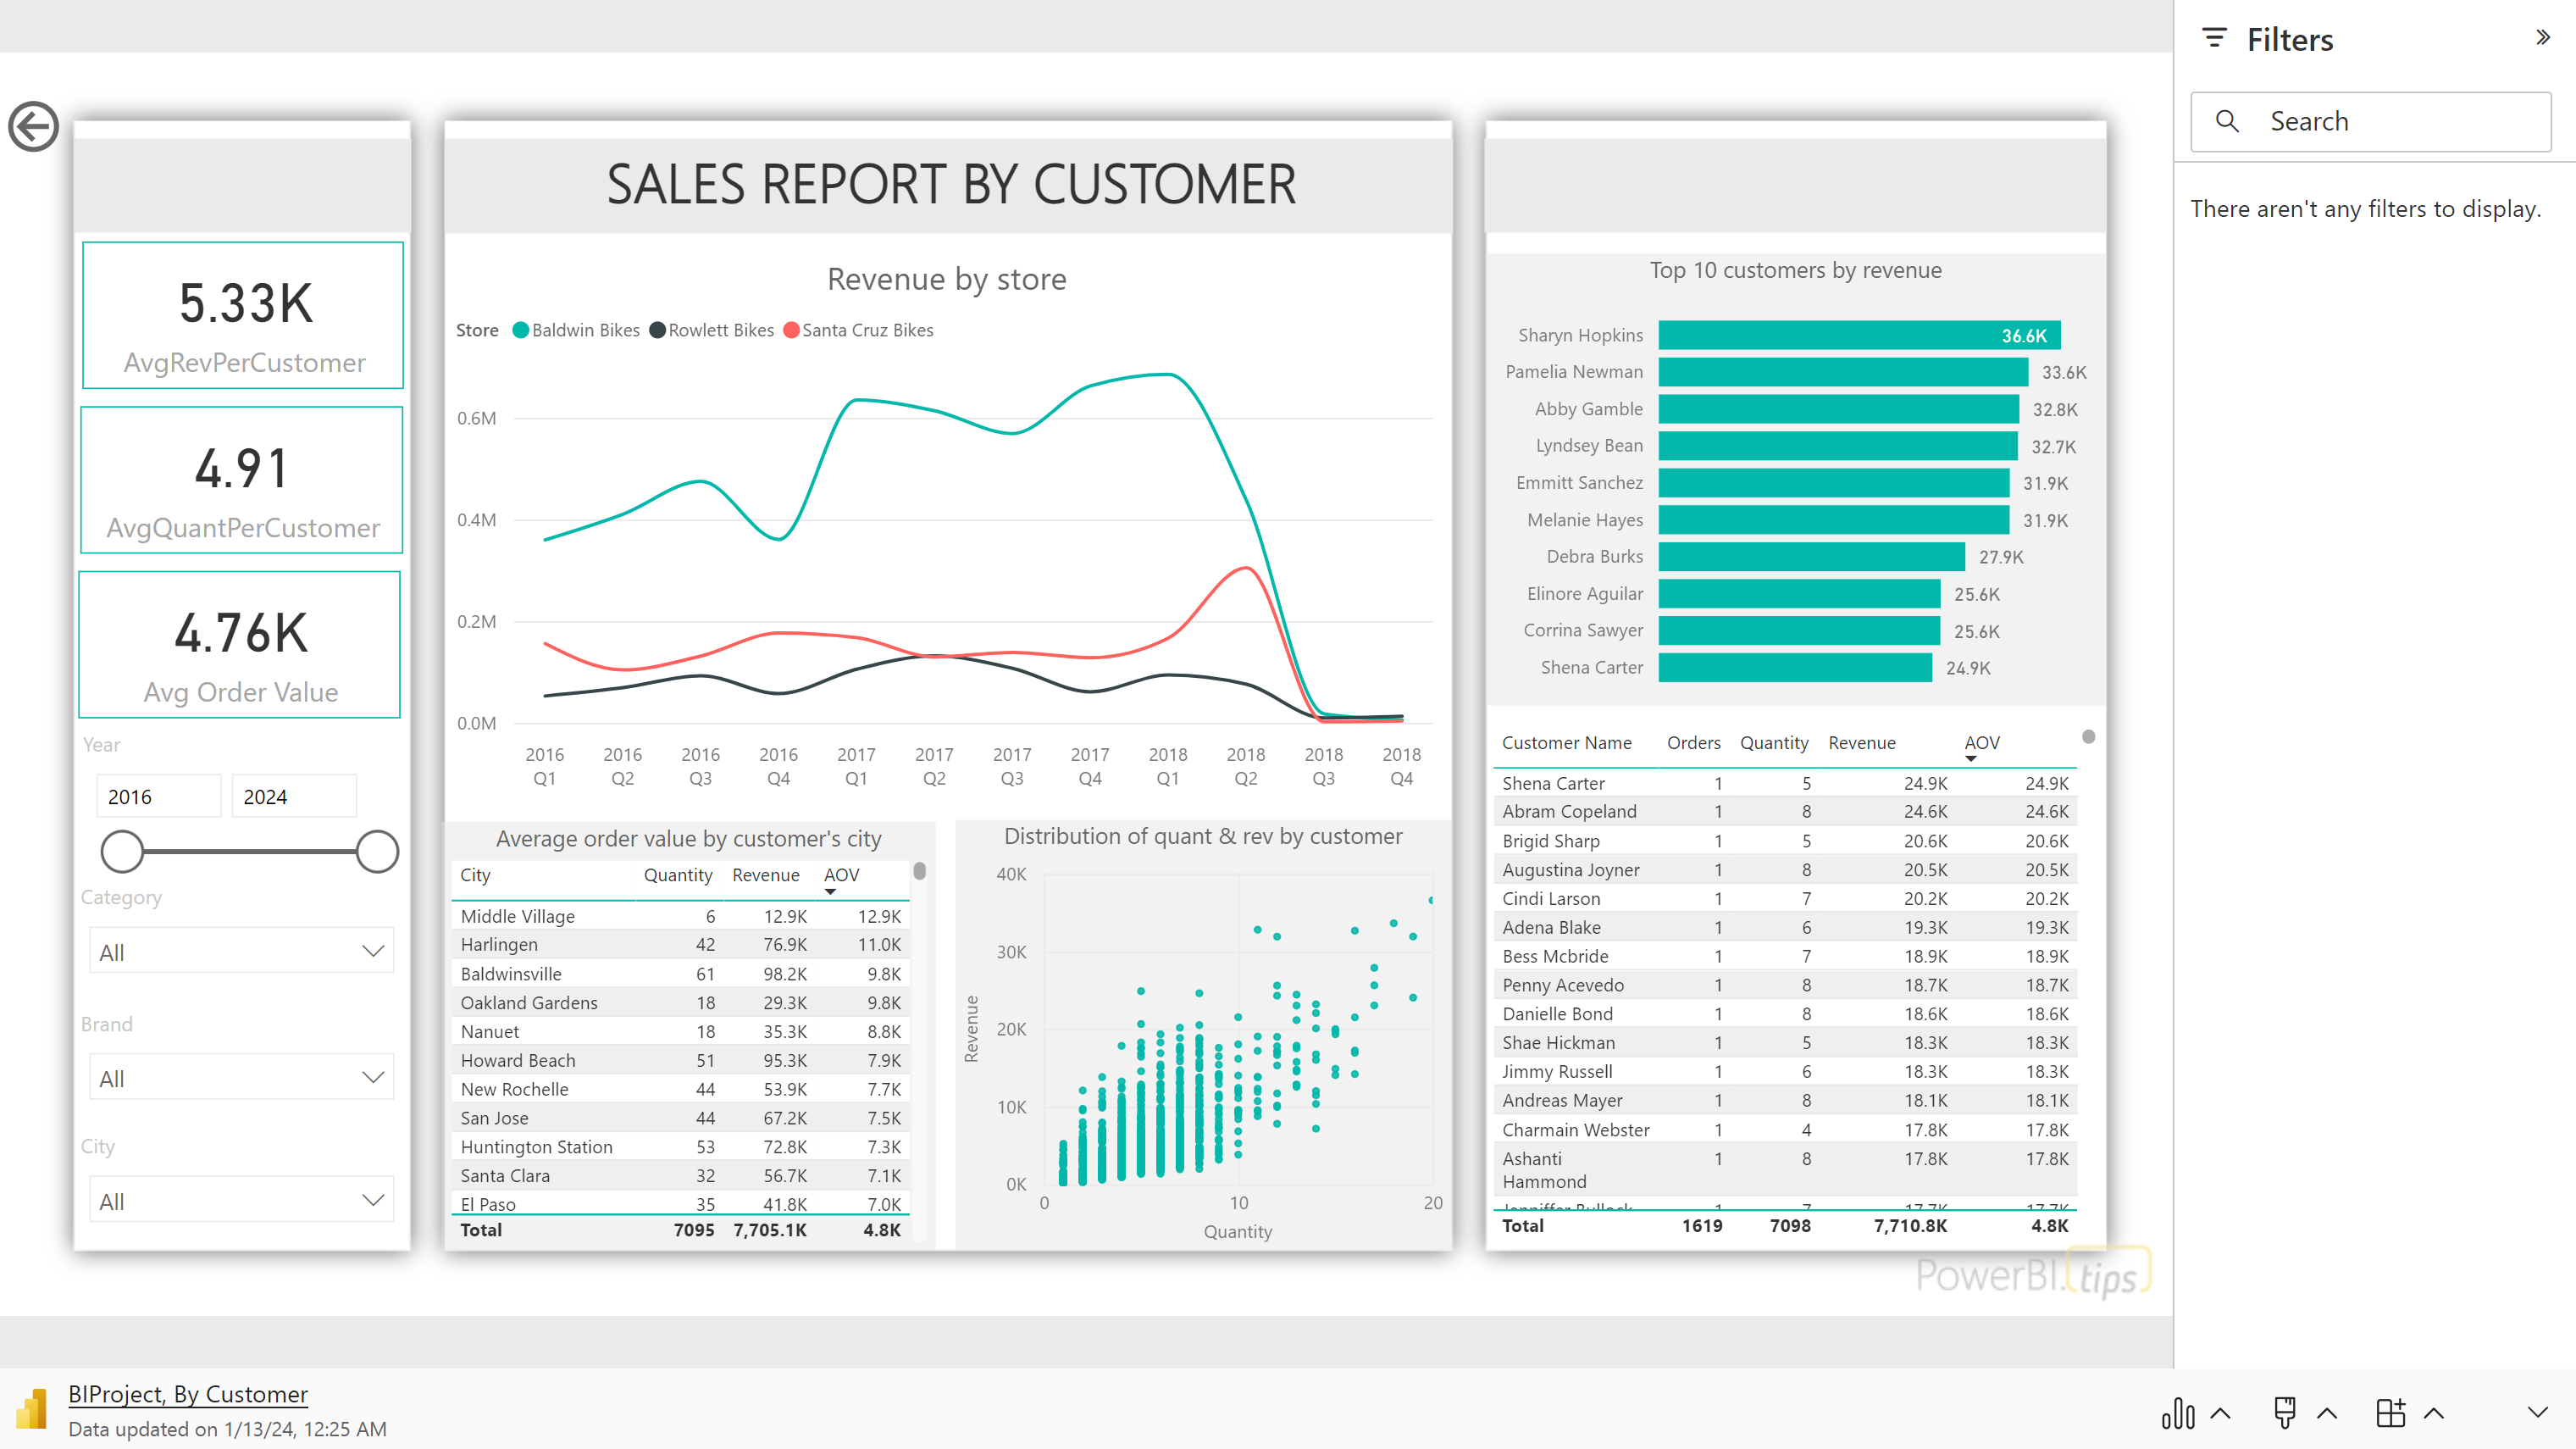 SALES REPORT BY CUSTOMER
5.33K
AvgRevPerCustomer
4.91
AvgQuantPerCustomer
4.76K
Avg Order Value
Year
2016 2024
Category
All
Brand
All
City
All
Revenue by store
Store Baldwin Bikes Rowlett Bikes Santa Cruz Bikes
0.6M
0.4M
0.2M
0.0M
2016 2016 2016 2016 2017 2017 2017 2017 2018 2018 2018 2018
Q1 Q2 Q3 Q4 Q1 Q2 Q3 Q4 Q1 Q2 Q3 Q4
Average order value by customer's city
City Quantity Revenue AOV
Middle Village 6 12.9K 12.9K
Harlingen 42 76.9K 11.0K
Baldwinsville 61 98.2K 9.8K
Oakland Gardens 18 29.3K 9.8K
Nanuet 18 35.3K 8.8K
Howard Beach 51 95.3K 7.9K
New Rochelle 44 53.9K 7.7K
San Jose 44 67.2K 7.5K
Huntington Station 53 72.8K 7.3K
Santa Clara 32 56.7K 7.1K
El Paso 35 41.8K 7.0K
Total 7095 7,705.1K 4.8K
Distribution of quant & rev by customer
Revenue
40K
30K
20K
10K
0K
0 10 20
Quantity
Top 10 customers by revenue
Sharyn Hopkins 36.6K
Pamelia Newman 33.6K
Abby Gamble 32.8K
Lyndsey Bean 32.7K
Emmitt Sanchez 31.9K
Melanie Hayes 31.9K
Debra Burks 27.9K
Elinore Aguilar 25.6K
Corrina Sawyer 25.6K
Shena Carter 24.9K
Customer Name Orders Quantity Revenue AOV
Shena Carter 1 5 24.9K 24.9K
Abram Copeland 1 8 24.6K 24.6K
Brigid Sharp 1 5 20.6K 20.6K
Augustina Joyner 1 8 20.5K 20.5K
Cindi Larson 1 7 20.2K 20.2K
Adena Blake 1 6 19.3K 19.3K
Bess Mcbride 1 7 18.9K 18.9K
Penny Acevedo 1 8 18.7K 18.7K
Danielle Bond 1 8 18.6K 18.6K
Shae Hickman 1 5 18.3K 18.3K
Jimmy Russell 1 6 18.3K 18.3K
Andreas Mayer 1 8 18.1K 18.1K
Charmain Webster 1 4 17.8K 17.8K
Ashanti 1 8 17.8K 17.8K
Hammond
Total 1619 7098 7,710.8K 4.8K
PowerBI.tips
Filters
Search
There aren't any filters to display.
BIProject, By Customer
Data updated on 1/13/24, 12:25 AM